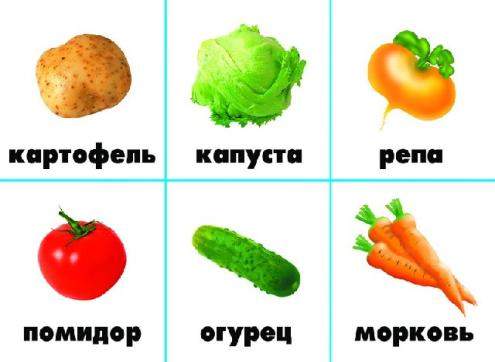 картофель капуста репа
помидор огурец морковь